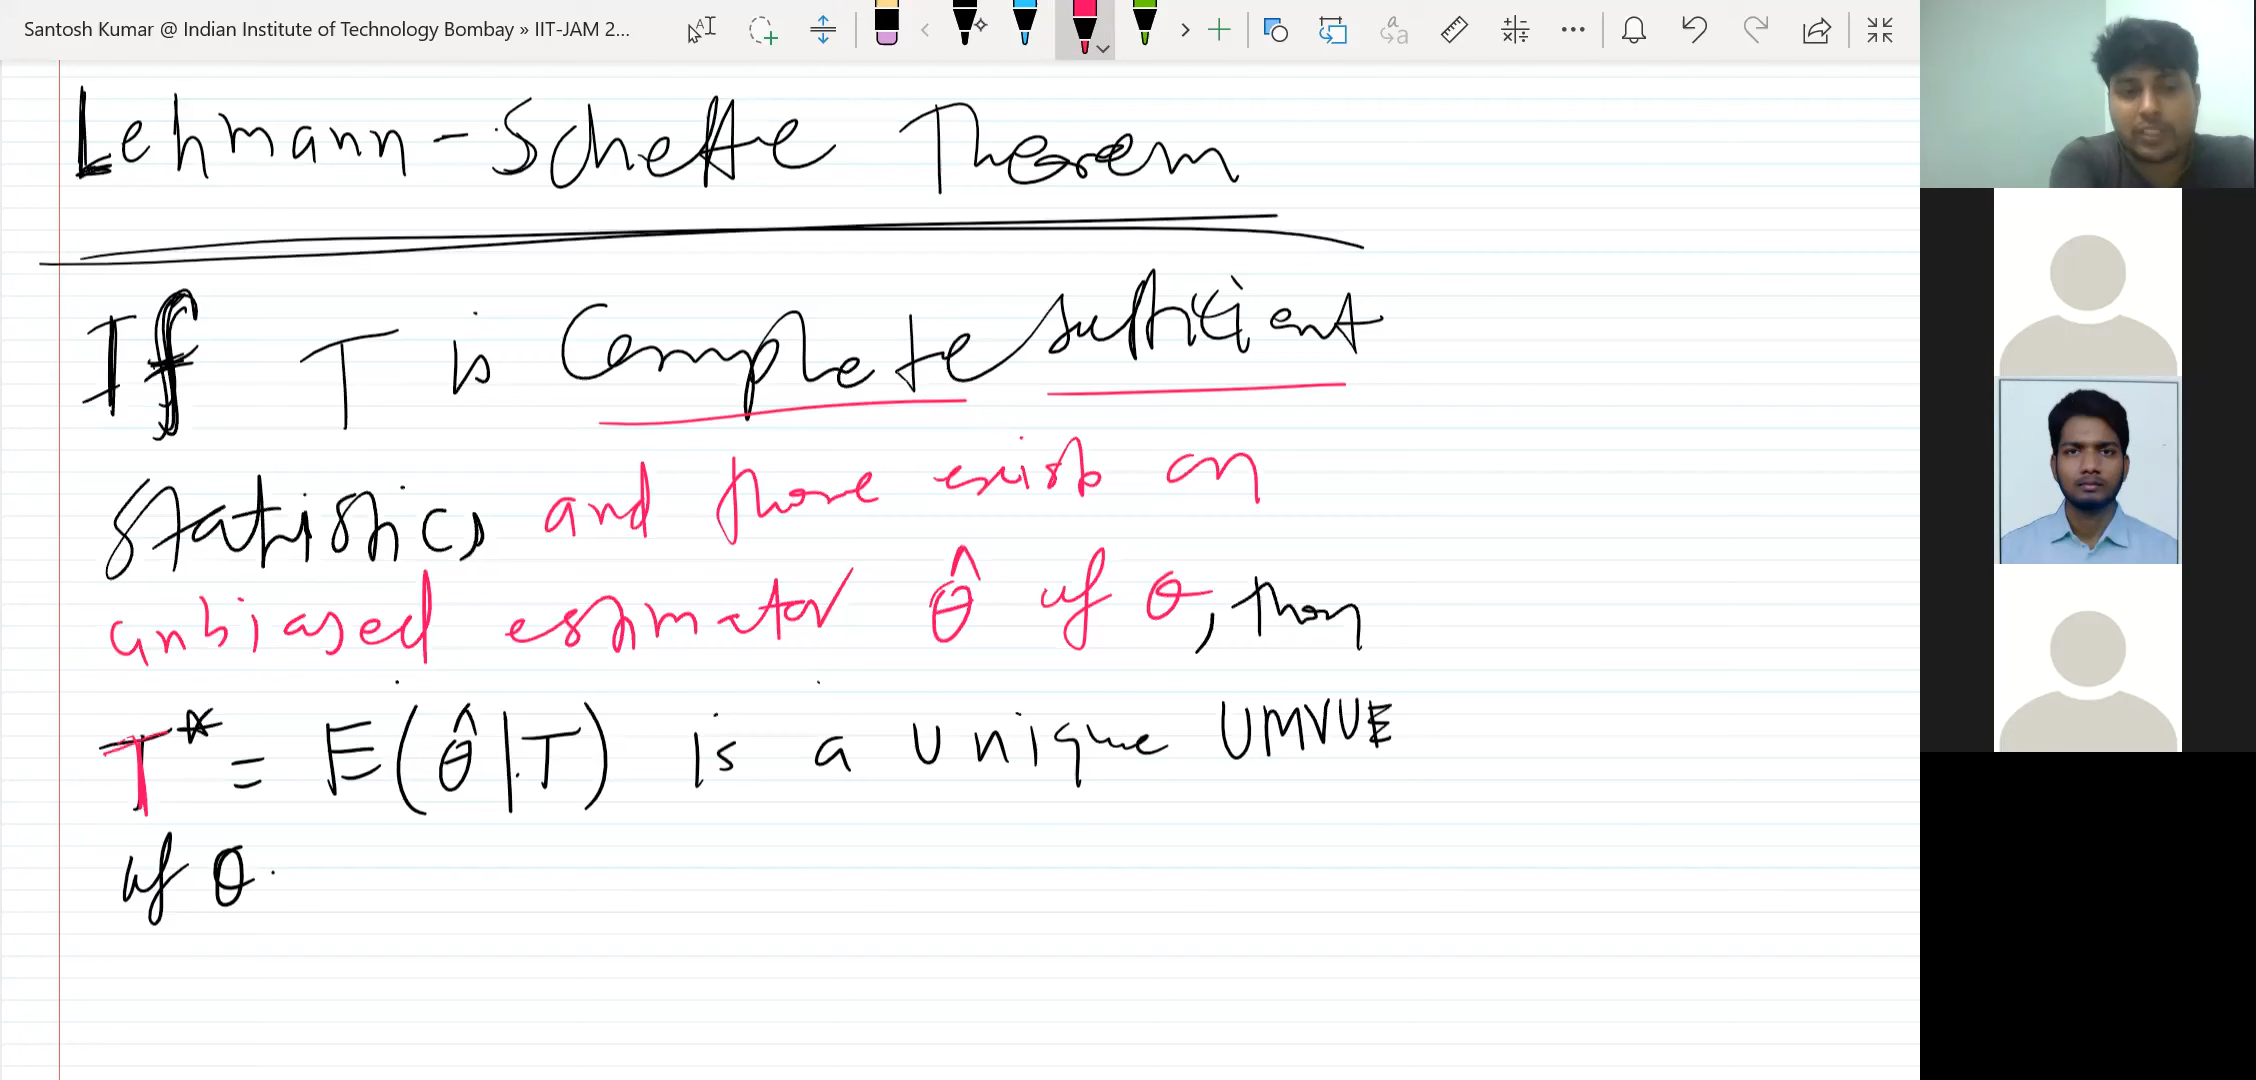 Santosh Kumar @ Indian Institute of Technology Bombay » IIT-JAM 2...
Lehmann - Scheffe Theorem
If T is Complete sufficient
statistics and there exists an
unbiased estimator θ̂ of θ, then
T* = E(θ̂ | T) is a unique UMVUE
of θ.